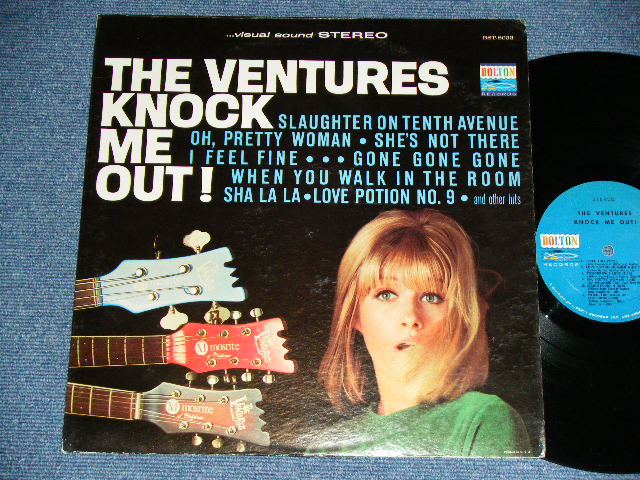 ...visual sound STEREO
BST-8033
THE VENTURES
KNOCK
ME
OUT!
DOLTON
RECORDS
SLAUGHTER ON TENTH AVENUE
OH, PRETTY WOMAN • SHE'S NOT THERE
I FEEL FINE • • • GONE GONE GONE
WHEN YOU WALK IN THE ROOM
SHA LA LA • LOVE POTION NO. 9 • and other hits
M mosrite
M mosrite
STEREO
THE VENTURES
KNOCK ME OUT!
DOLTON
RECORDS